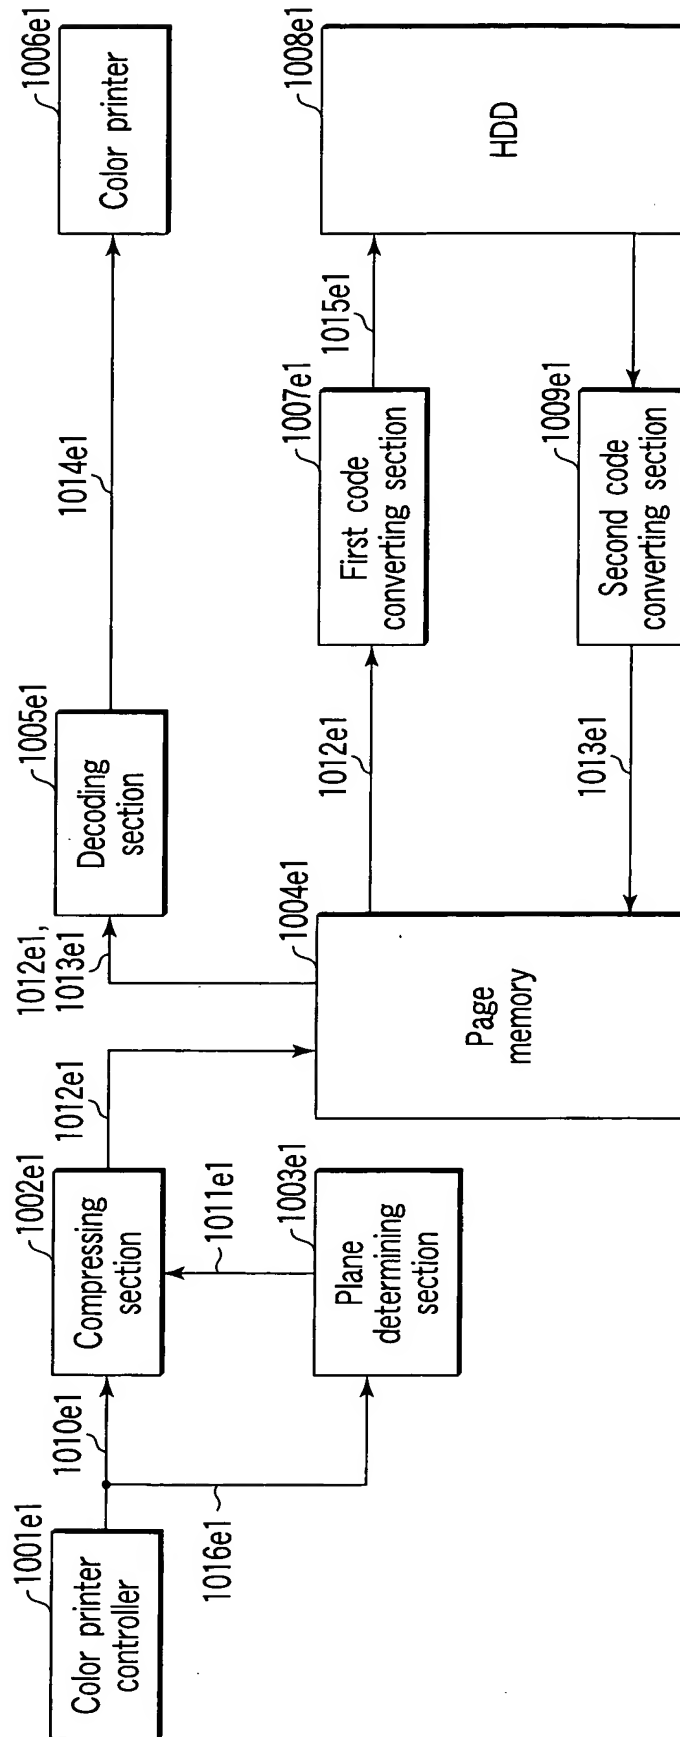 1001e1
Color printer
controller
1010e1
1016e1
1002e1
Compressing
section
1011e1
1003e1
Plane
determining
section
1012e1
1012e1,
1013e1
1004e1
Page
memory
1005e1
Decoding
section
1014e1
1006e1
Color printer
1012e1
1007e1
First code
converting section
1015e1
1008e1
HDD
1009e1
Second code
converting section
1013e1